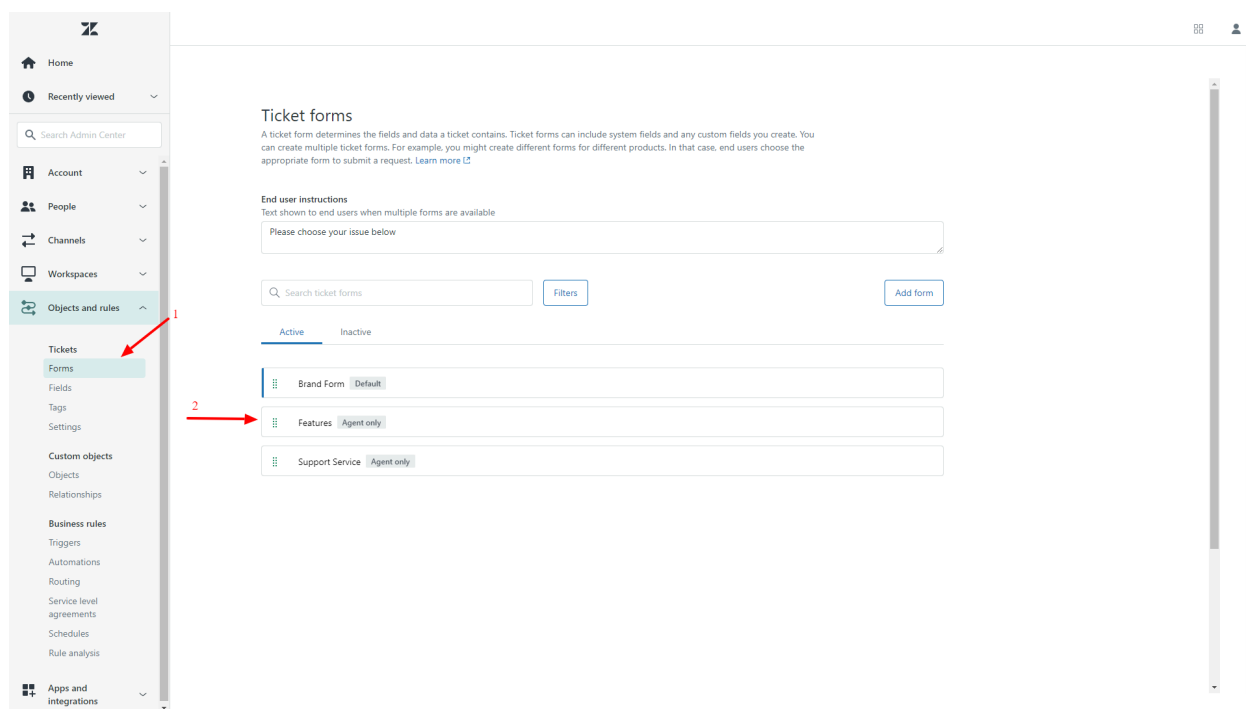 Home
Recently viewed
Search Admin Center
Account
People
Channels
Workspaces
Objects and rules
1
Tickets
Forms
Fields
Tags
Settings
Custom objects
Objects
Relationships
Business rules
Triggers
Automations
Routing
Service level
agreements
Schedules
Rule analysis
Apps and
integrations
Ticket forms
A ticket form determines the fields and data a ticket contains. Ticket forms can include system fields and any custom fields you create. You
can create multiple ticket forms. For example, you might create different forms for different products. In that case, end users choose the
appropriate form to submit a request. Learn more
End user instructions
Text shown to end users when multiple forms are available
Please choose your issue below
Search ticket forms Filters Add form
Active Inactive
Brand Form Default
2
Features Agent only
Support Service Agent only